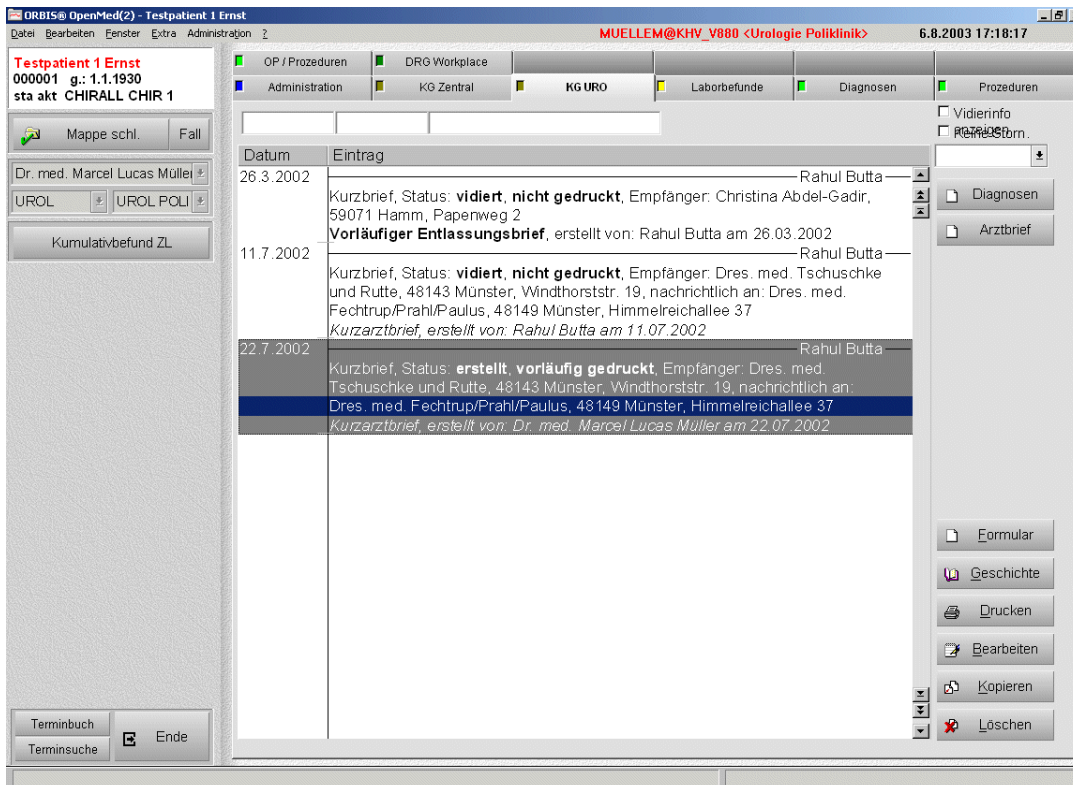 ORBIS® OpenMed(2) - Testpatient 1 Ernst
Datei Bearbeiten Fenster Extra Administration ?
MUELLEM@KHV_V880 <Urologie Poliklinik>
6.8.2003 17:18:17
Testpatient 1 Ernst
000001 g.: 1.1.1930
sta akt CHIRALL CHIR 1
Mappe schl.
Fall
Dr. med. Marcel Lucas Müller
UROL
UROL POLI
Kumulativbefund ZL
OP / Prozeduren
DRG Workplace
Administration
KG Zentral
KG URO
Laborbefunde
Diagnosen
Prozeduren
Vidierinfo
anzeigen
Keine Storn.
Datum Eintrag
26.3.2002 Rahul Butta
Kurzbrief, Status: vidiert, nicht gedruckt, Empfänger: Christina Abdel-Gadir,
59071 Hamm, Papenweg 2
Vorläufiger Entlassungsbrief, erstellt von: Rahul Butta am 26.03.2002
11.7.2002 Rahul Butta
Kurzbrief, Status: vidiert, nicht gedruckt, Empfänger: Dres. med. Tschuschke
und Rutte, 48143 Münster, Windthorststr. 19, nachrichtlich an: Dres. med.
Fechtrup/Prahl/Paulus, 48149 Münster, Himmelreichallee 37
Kurzarztbrief, erstellt von: Rahul Butta am 11.07.2002
22.7.2002 Rahul Butta
Kurzbrief, Status: erstellt, vorläufig gedruckt, Empfänger: Dres. med.
Tschuschke und Rutte, 48143 Münster, Windthorststr. 19, nachrichtlich an:
Dres. med. Fechtrup/Prahl/Paulus, 48149 Münster, Himmelreichallee 37
Kurzarztbrief, erstellt von: Dr. med. Marcel Lucas Müller am 22.07.2002
Diagnosen
Arztbrief
Formular
Geschichte
Drucken
Bearbeiten
Kopieren
Löschen
Terminbuch
Terminsuche
Ende